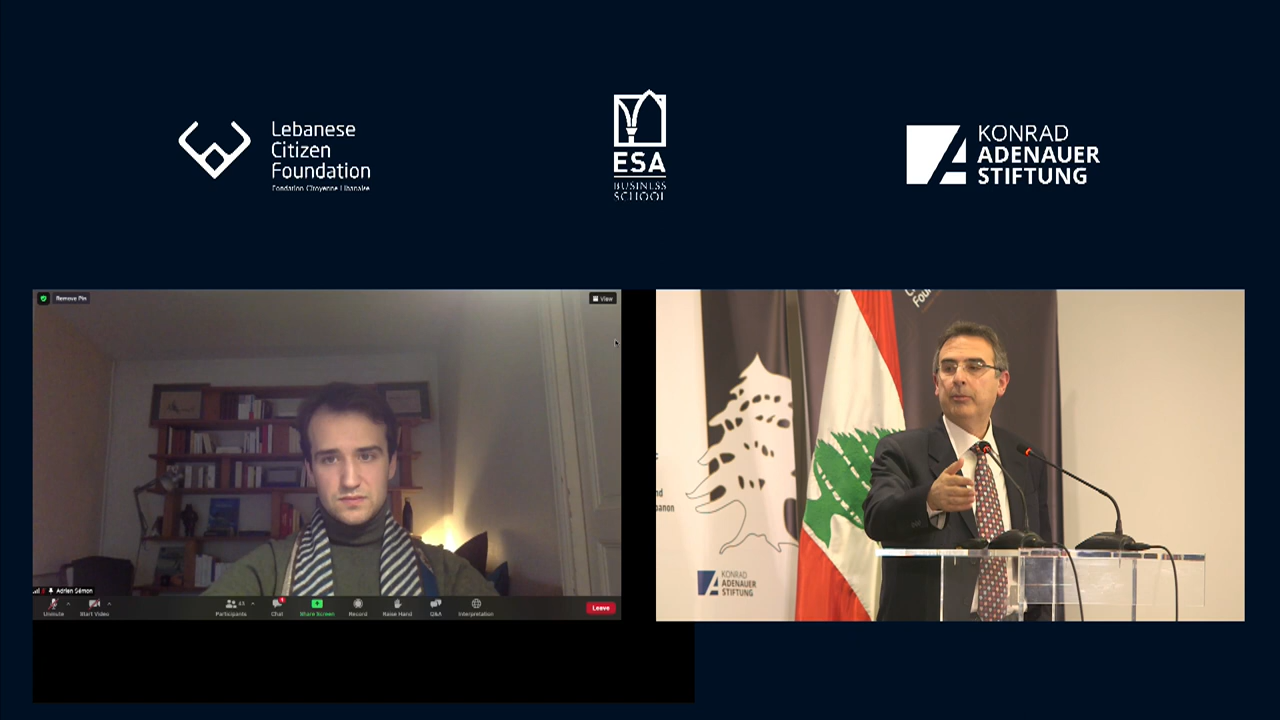 Lebanese
Citizen
Foundation
Fondation Citoyenne Libanaise
ESA
BUSINESS
SCHOOL
KONRAD
ADENAUER
STIFTUNG
Remove Pin
View
Adrien Sémon
Unmute
Start Video
Participants
43
Chat
Share Screen
Record
Raise Hand
Q&A
Interpretation
Leave
KONRAD
ADENAUER
STIFTUNG